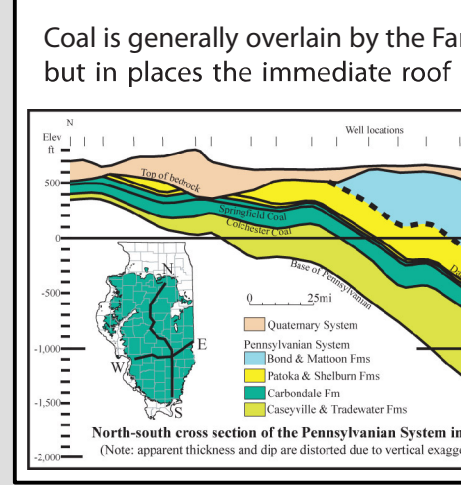 Coal is generally overlain by the Far
but in places the immediate roof
N
Well locations
Elev
ft
Top of bedrock
500
Springfield Coal
Colchester Coal
0
Base of Pennsylvanian
Da
N
-500
0 25mi
Quaternary System
Pennsylvanian System
E
-1,000
Bond & Mattoon Fms
W
Patoka & Shelburn Fms
Carbondale Fm
-1,500
Caseyville & Tradewater Fms
S
North-south cross section of the Pennsylvanian System in
(Note: apparent thickness and dip are distorted due to vertical exagge
-2,000